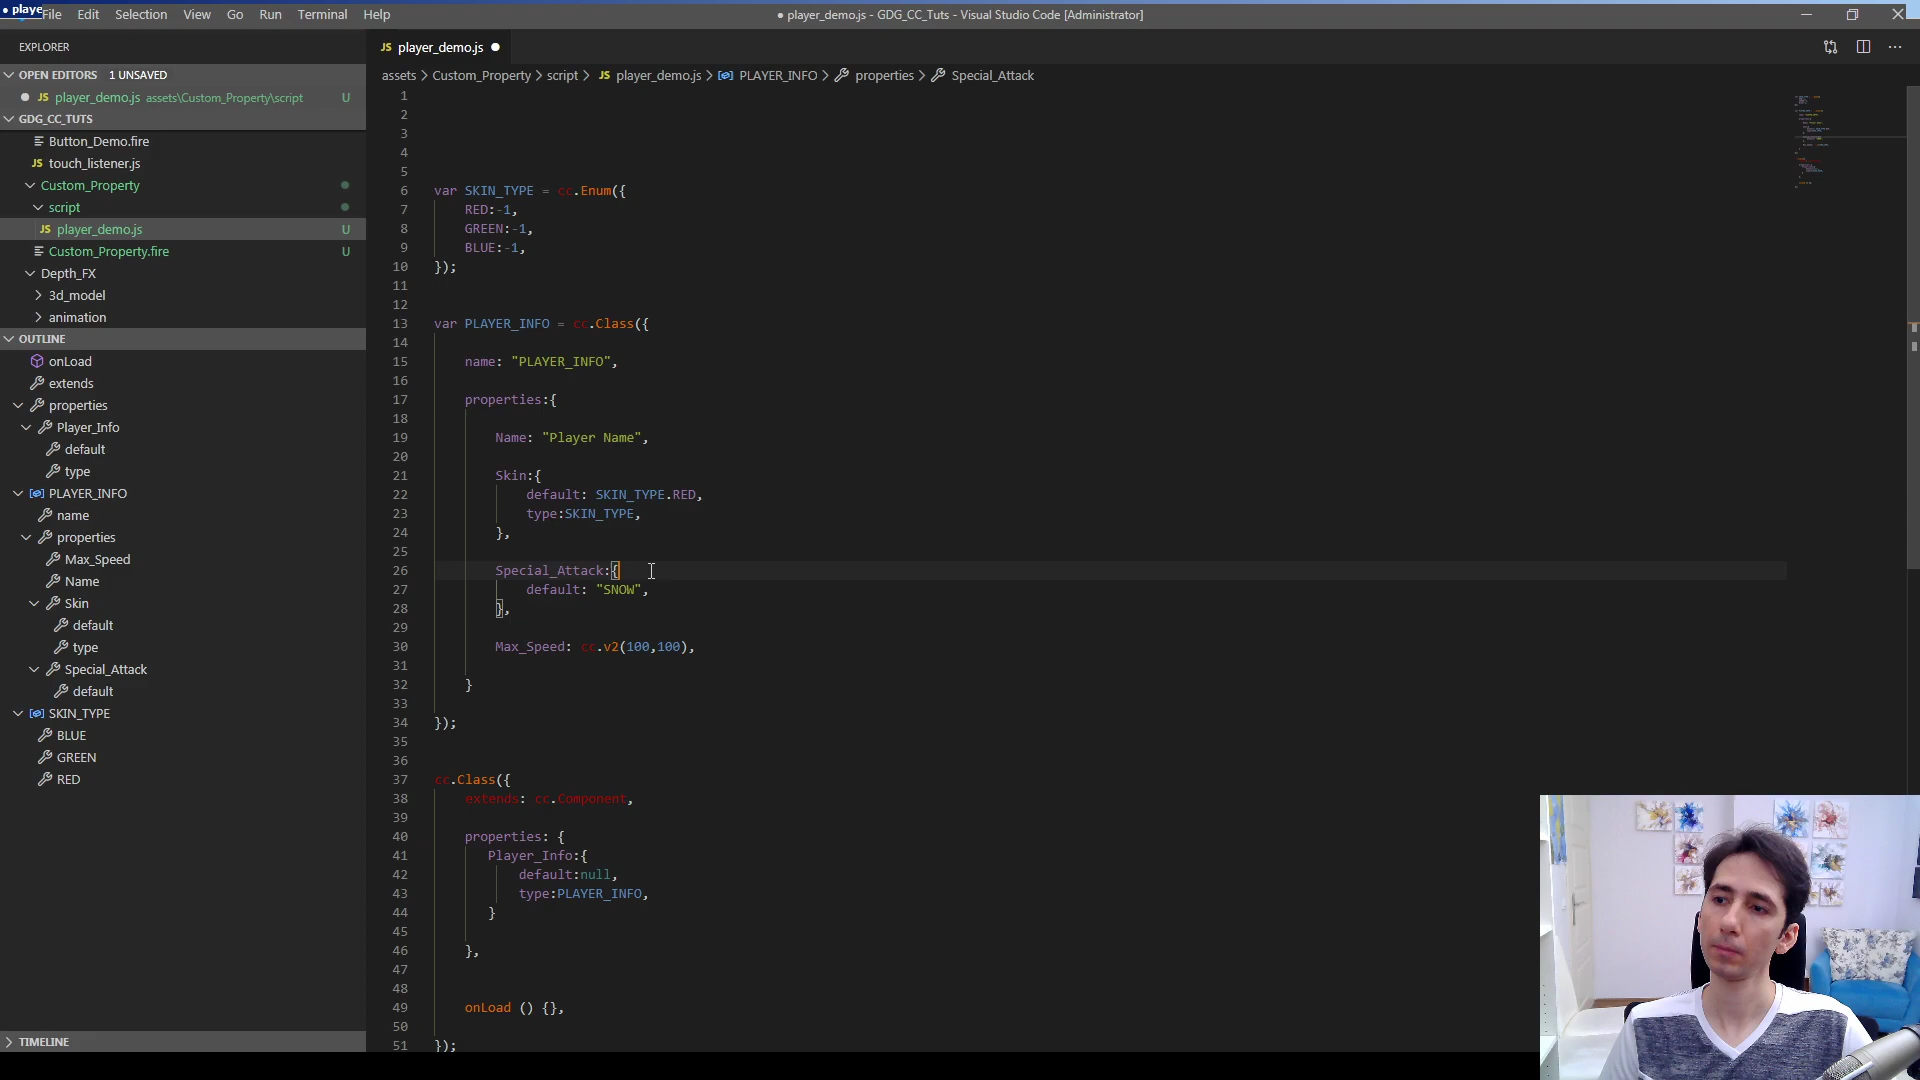 ● playe
File Edit Selection View Go Run Terminal Help
● player_demo.js - GDG_CC_Tuts - Visual Studio Code [Administrator]
EXPLORER
OPEN EDITORS 1 UNSAVED
● JS player_demo.js assets\Custom_Property\script U
GDG_CC_TUTS
Button_Demo.fire
JS touch_listener.js
Custom_Property
script
JS player_demo.js U
Custom_Property.fire U
Depth_FX
3d_model
animation
OUTLINE
onLoad
extends
properties
Player_Info
default
type
PLAYER_INFO
name
properties
Max_Speed
Name
Skin
default
type
Special_Attack
default
SKIN_TYPE
BLUE
GREEN
RED
TIMELINE
JS player_demo.js ●
assets > Custom_Property > script > JS player_demo.js > PLAYER_INFO > properties > Special_Attack
1
2
3
4
5
6 var SKIN_TYPE = cc.Enum({
7 RED:-1,
8 GREEN:-1,
9 BLUE:-1,
10 });
11
12
13 var PLAYER_INFO = cc.Class({
14
15 name: "PLAYER_INFO",
16
17 properties:{
18
19 Name: "Player Name",
20
21 Skin:{
22 default: SKIN_TYPE.RED,
23 type:SKIN_TYPE,
24 },
25
26 Special_Attack:{
27 default: "SNOW",
28 },
29
30 Max_Speed: cc.v2(100,100),
31
32 }
33
34 });
35
36
37 cc.Class({
38 extends: cc.Component,
39
40 properties: {
41 Player_Info:{
42 default:null,
43 type:PLAYER_INFO,
44 }
45
46 },
47
48
49 onLoad () {},
50
51 });